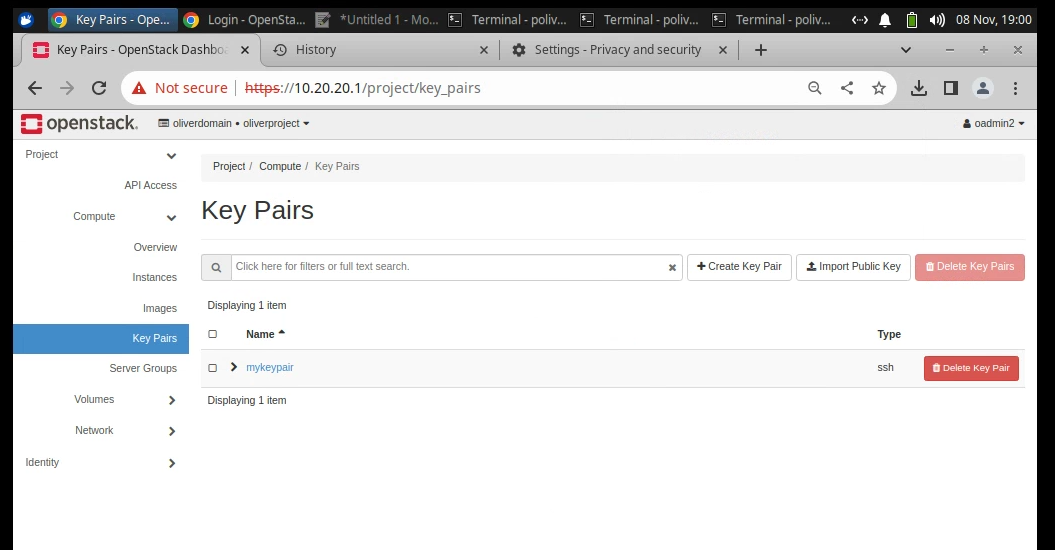 Key Pairs - Ope... Login - OpenSta... *Untitled 1 - Mo... Terminal - poliv... Terminal - poliv... Terminal - poliv... 08 Nov, 19:00
Key Pairs - OpenStack Dashboa History Settings - Privacy and security
Not secure https://10.20.20.1/project/key_pairs
openstack. oliverdomain • oliverproject oadmin2
Project
API Access
Compute
Overview
Instances
Images
Key Pairs
Server Groups
Volumes
Network
Identity
Project / Compute / Key Pairs
Key Pairs
Click here for filters or full text search. Create Key Pair Import Public Key Delete Key Pairs
Displaying 1 item
Name Type
mykeypair ssh Delete Key Pair
Displaying 1 item